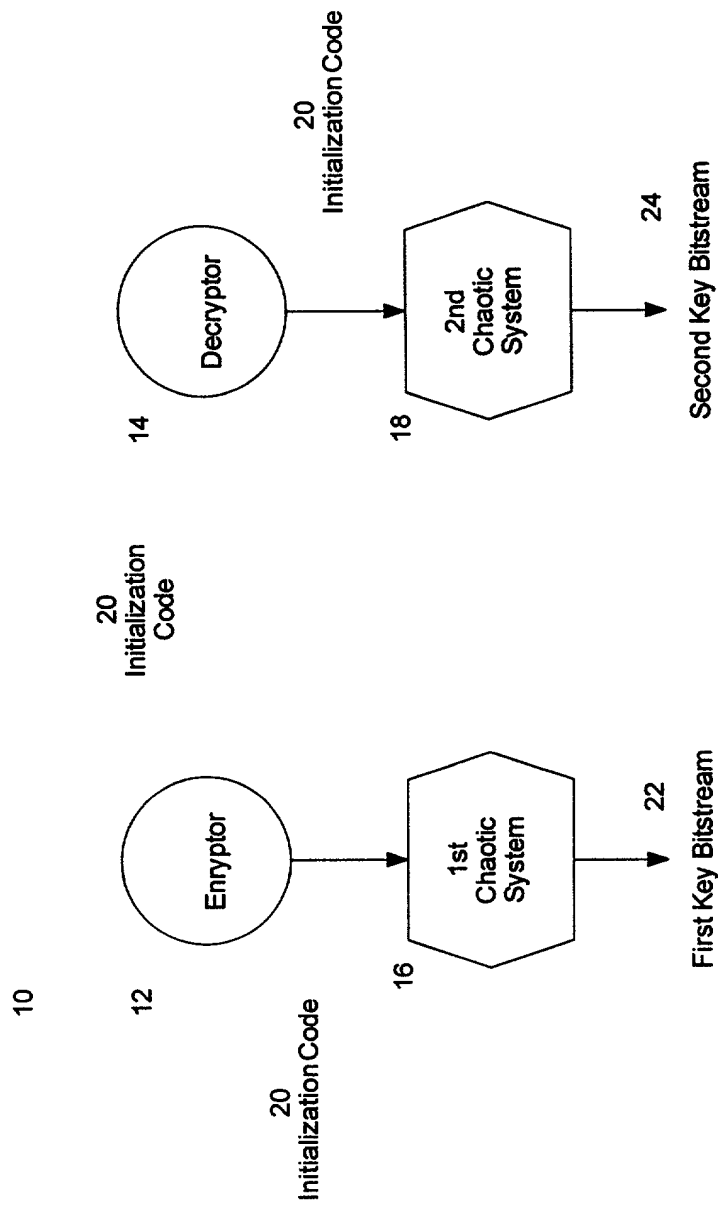 10
12
20
Initialization
Code
14
Enryptor
Decryptor
20
Initialization Code
20
Initialization Code
16
1st
Chaotic
System
18
2nd
Chaotic
System
22
First Key Bitstream
24
Second Key Bitstream